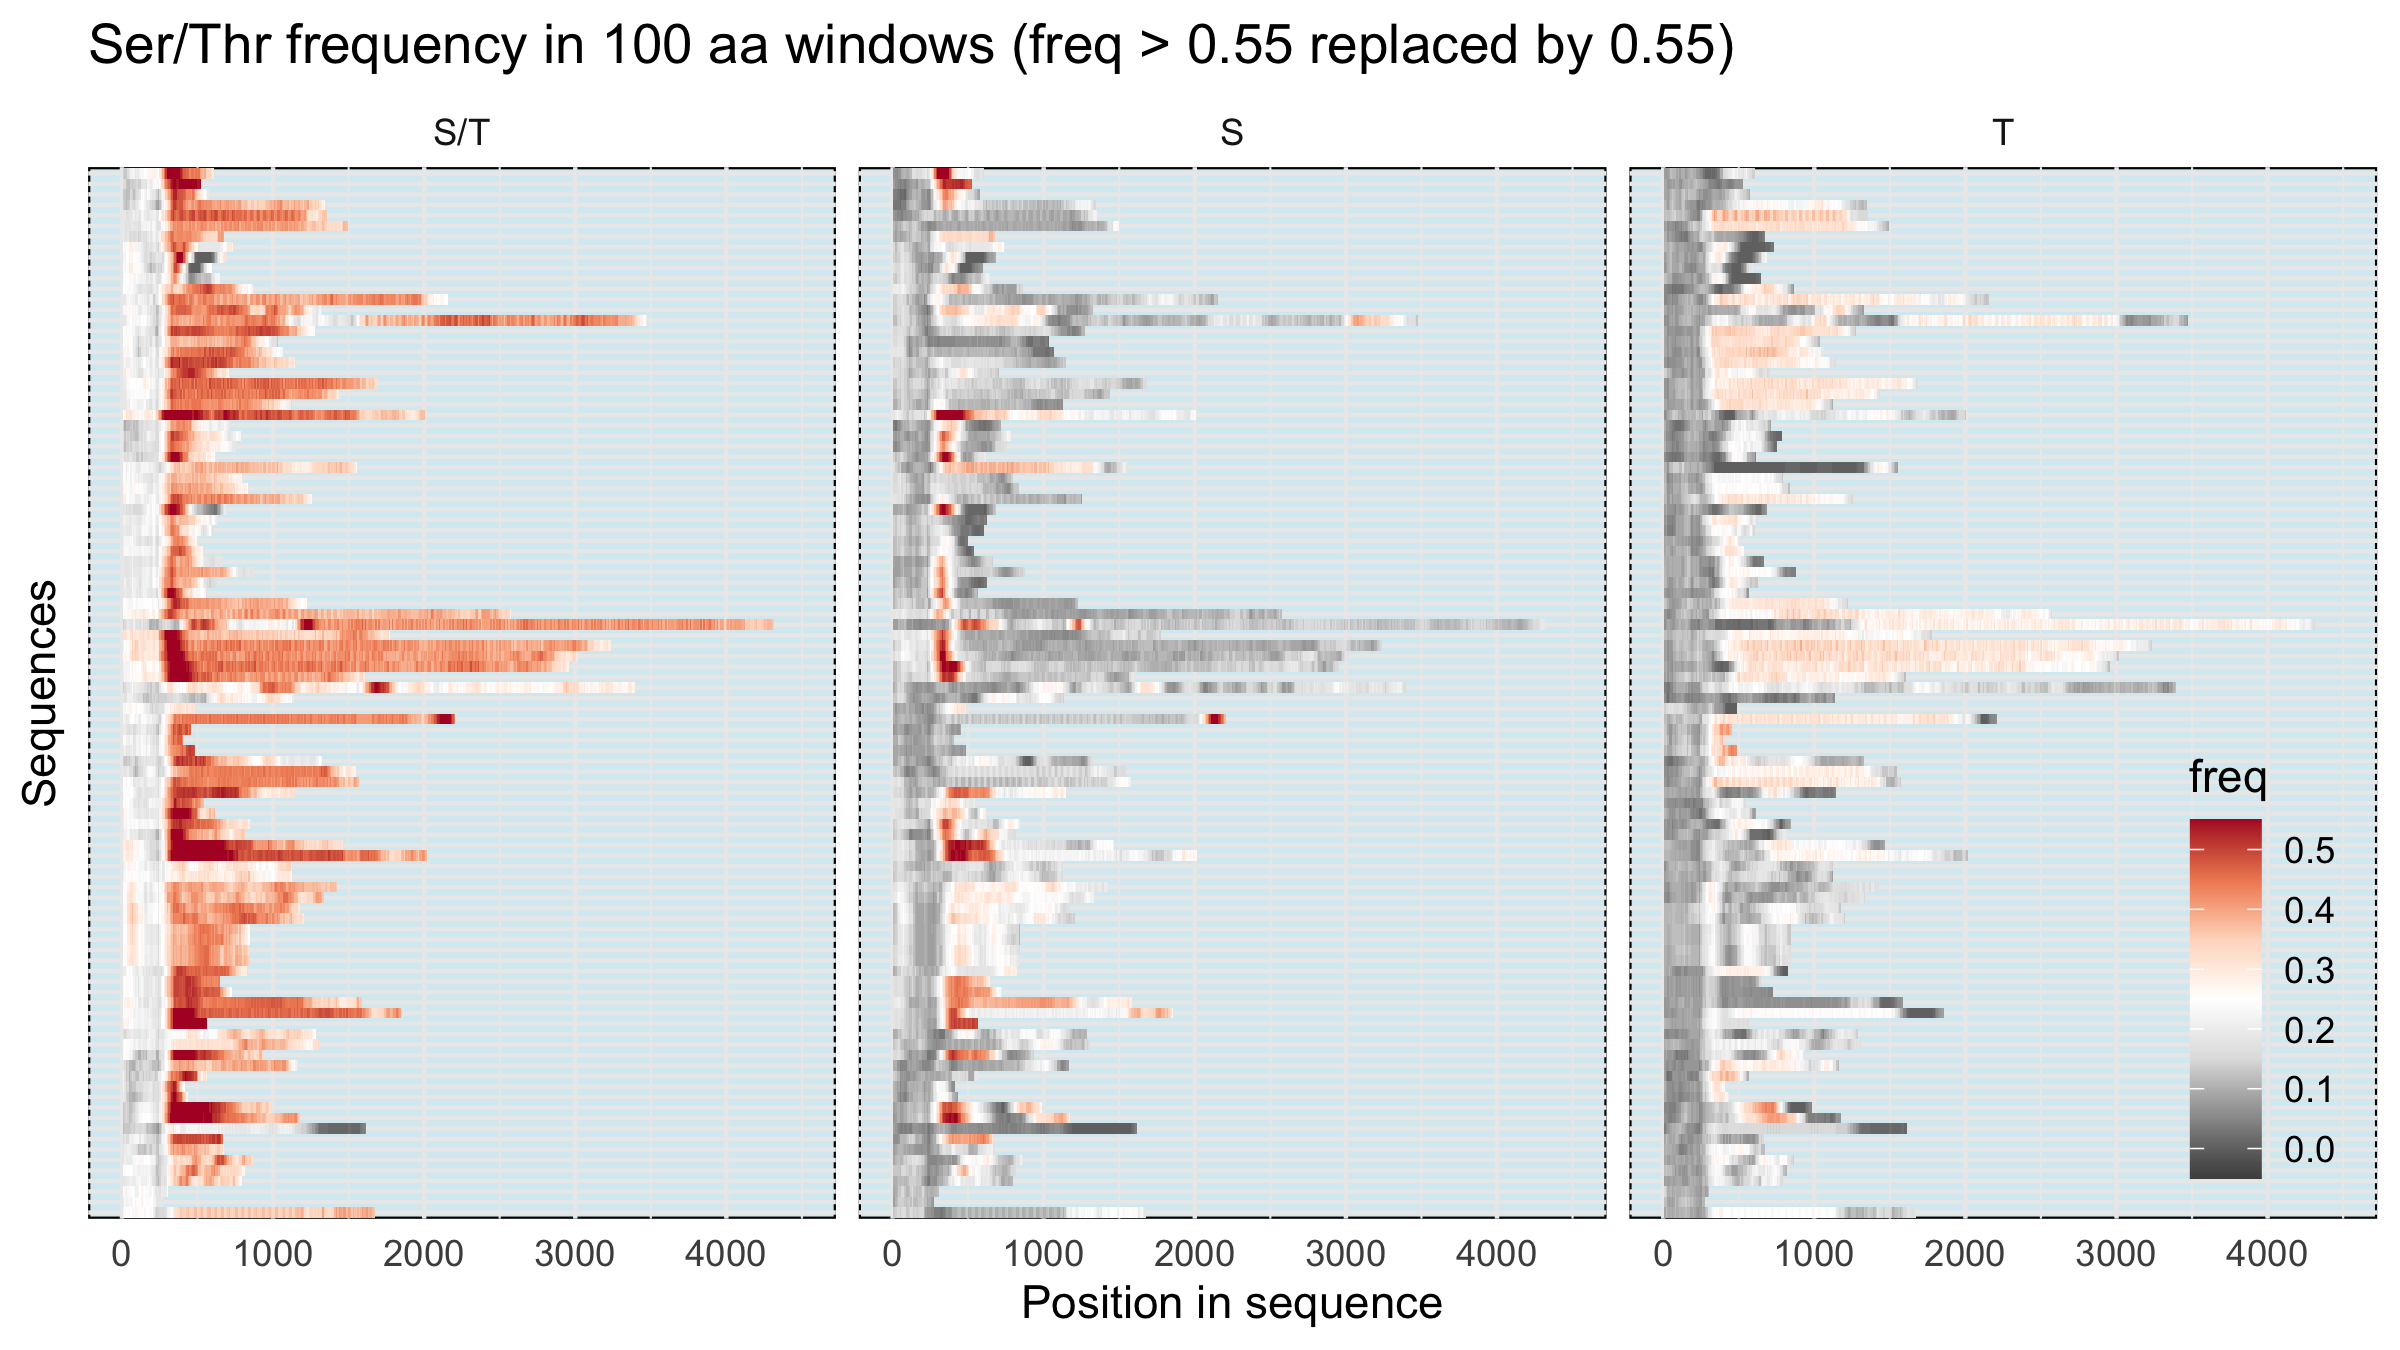 Ser/Thr frequency in 100 aa windows (freq > 0.55 replaced by 0.55)
S/T
S
T
Sequences
freq
0.5
0.4
0.3
0.2
0.1
0.0
0 1000 2000 3000 4000
0 1000 2000 3000 4000
0 1000 2000 3000 4000
Position in sequence